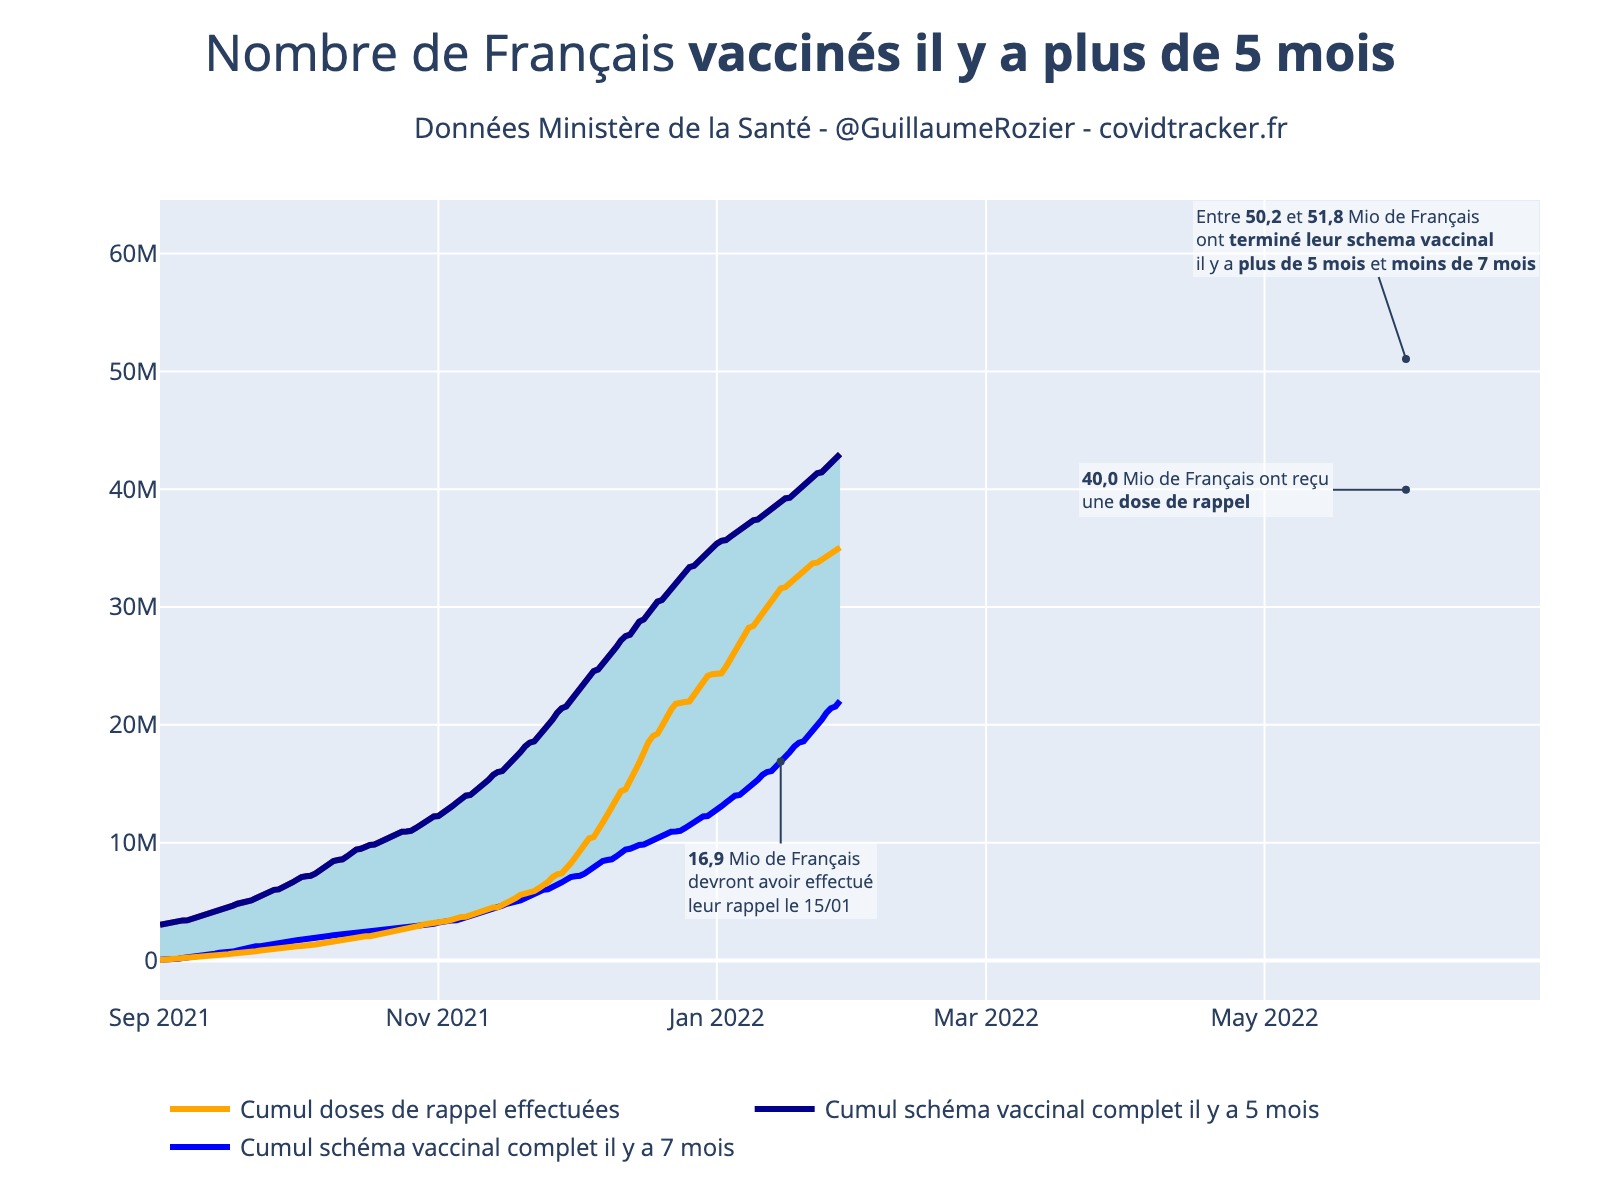 Nombre de Français vaccinés il y a plus de 5 mois
Données Ministère de la Santé - @GuillaumeRozier - covidtracker.fr
Entre 50,2 et 51,8 Mio de Français
ont terminé leur schema vaccinal
il y a plus de 5 mois et moins de 7 mois
60M
50M
40,0 Mio de Français ont reçu
une dose de rappel
40M
30M
20M
10M
16,9 Mio de Français
devront avoir effectué
leur rappel le 15/01
0
Sep 2021
Nov 2021
Jan 2022
Mar 2022
May 2022
Cumul doses de rappel effectuées
Cumul schéma vaccinal complet il y a 5 mois
Cumul schéma vaccinal complet il y a 7 mois